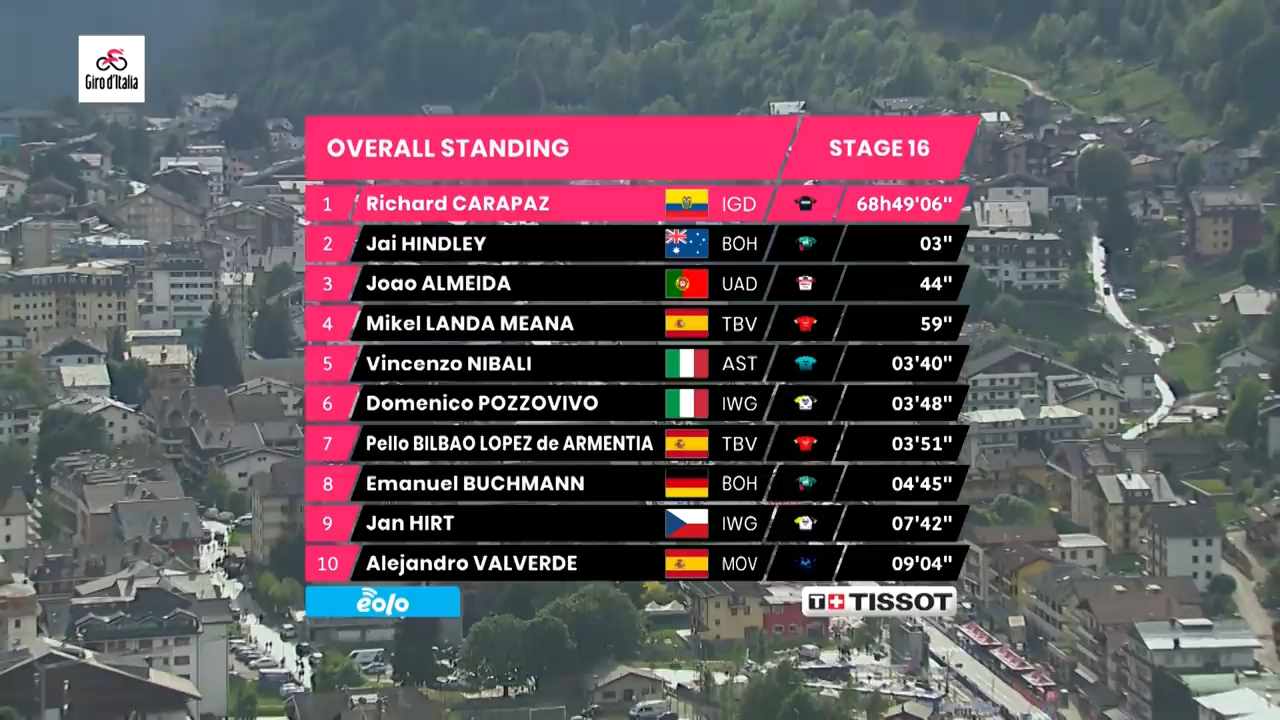 Giro d'Italia
OVERALL STANDING STAGE 16
1 Richard CARAPAZ IGD 68h49'06"
2 Jai HINDLEY BOH 03"
3 Joao ALMEIDA UAD 44"
4 Mikel LANDA MEANA TBV 59"
5 Vincenzo NIBALI AST 03'40"
6 Domenico POZZOVIVO IWG 03'48"
7 Pello BILBAO LOPEZ de ARMENTIA TBV 03'51"
8 Emanuel BUCHMANN BOH 04'45"
9 Jan HIRT IWG 07'42"
10 Alejandro VALVERDE MOV 09'04"
eolo T+ TISSOT